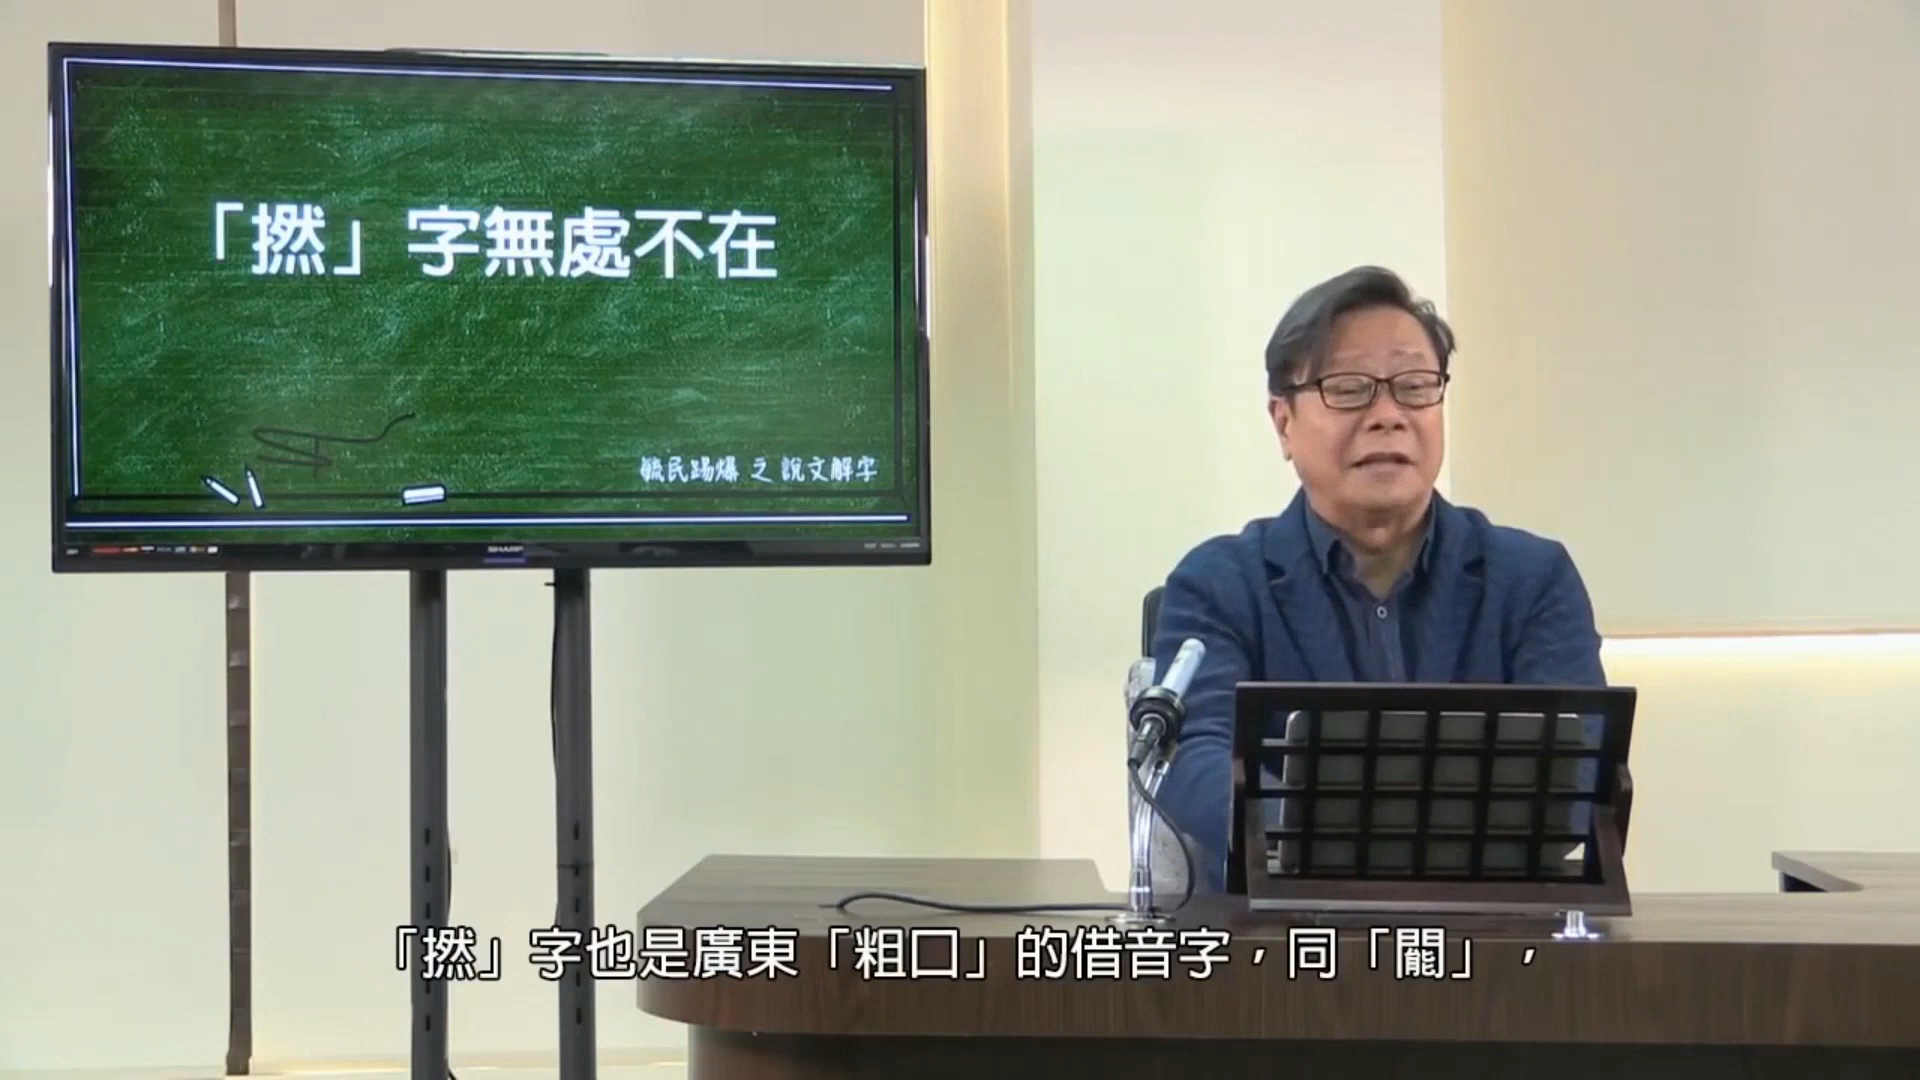 「撚」字無處不在
毓民踢爆 之 說文解字
SHARP
「撚」字也是廣東「粗口」的借音字，同「𨶙」，